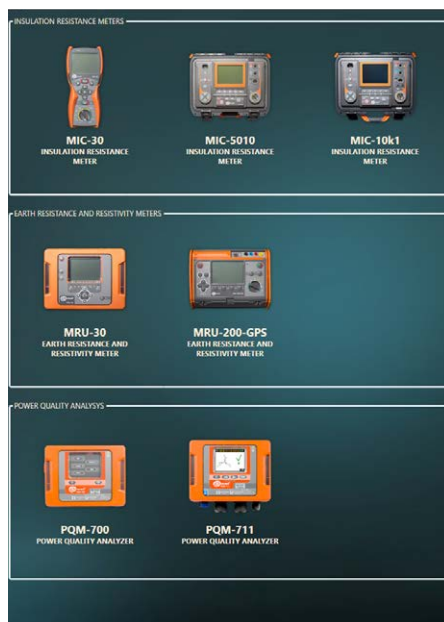 INSULATION RESISTANCE METERS
MIC-30
INSULATION RESISTANCE
METER
MIC-5010
INSULATION RESISTANCE
METER
MIC-10k1
INSULATION RESISTANCE
METER
EARTH RESISTANCE AND RESISTIVITY METERS
MRU-30
EARTH RESISTANCE AND
RESISTIVITY METER
MRU-200-GPS
EARTH RESISTANCE AND
RESISTIVITY METER
POWER QUALITY ANALYSYS
PQM-700
POWER QUALITY ANALYZER
PQM-711
POWER QUALITY ANALYZER